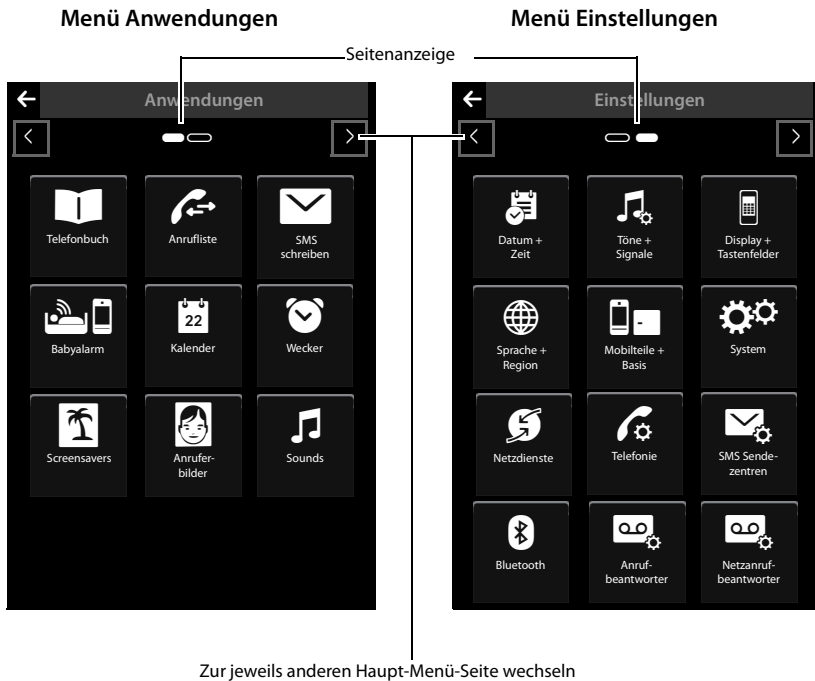 Menü Anwendungen
Menü Einstellungen
Seitenanzeige
Anwendungen
Telefonbuch
Anrufliste
SMS
schreiben
Babyalarm
22
Kalender
Wecker
Screensavers
Anrufer-
bilder
Sounds
Einstellungen
Datum +
Zeit
Töne +
Signale
Display +
Tastenfelder
Sprache +
Region
Mobilteile +
Basis
System
Netzdienste
Telefonie
SMS Sende-
zentren
Bluetooth
Anruf-
beantworter
Netzanruf-
beantworter
Zur jeweils anderen Haupt-Menü-Seite wechseln